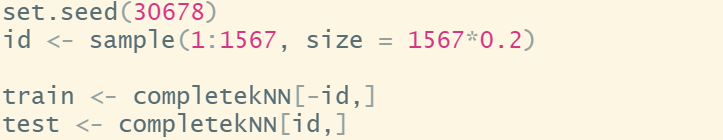 set.seed(30678)
id <- sample(1:1567, size = 1567*0.2)
train <- completekNN[-id,]
test <- completekNN[id,]